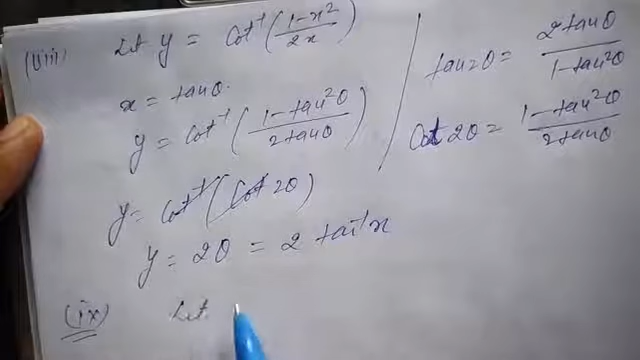 (viii) Let y = Cot⁻¹(1-x²/2x)
x = tanθ.
y = Cot⁻¹(1-tan²θ/2tanθ)
y = Cot⁻¹(Cot 2θ)
y = 2θ = 2 tan⁻¹x
tan2θ = 2tanθ/1-tan²θ
Cot 2θ = 1-tan²θ/2tanθ
(ix) Let